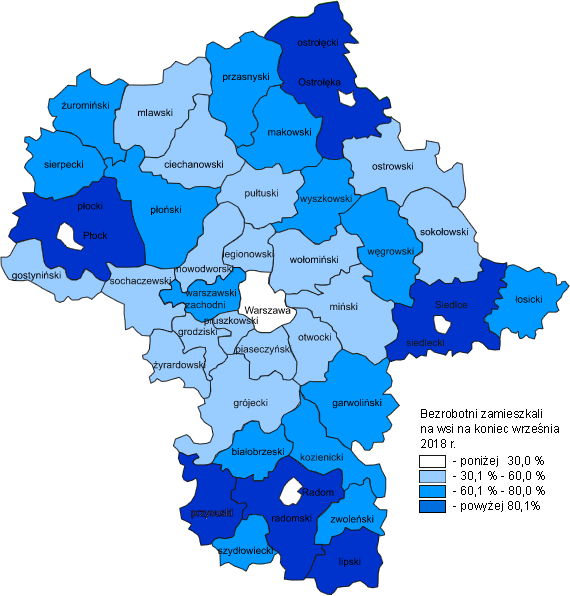 ostrołęcki
Ostrołęka
przasnyski
żuromiński
mławski
makowski
sierpecki
ciechanowski
ostrowski
płocki
płoński
pułtuski
wyszkowski
Płock
sokołowski
węgrowski
legionowski
wołomiński
gostyniński
nowodworski
sochaczewski
warszawski
zachodni
Siedlce
łosicki
Warszawa
miński
pruszkowski
grodziski
otwocki
siedlecki
piaseczyński
żyrardowski
grójecki
garwoliński
białobrzeski
kozienicki
Radom
przysuski
radomski
zwoleński
szydłowiecki
lipski
Bezrobotni zamieszkali
na wsi na koniec września
2018 r.
- poniżej 30,0 %
- 30,1 % - 60,0 %
- 60,1 % - 80,0 %
- powyżej 80,1%